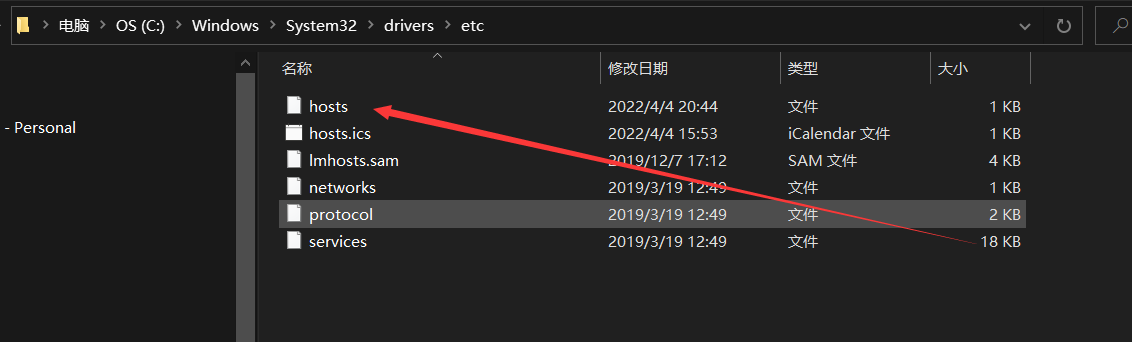 电脑 OS (C:) Windows System32 drivers etc
名称 修改日期 类型 大小
hosts 2022/4/4 20:44 文件 1 KB
- Personal
hosts.ics 2022/4/4 15:53 iCalendar 文件 1 KB
lmhosts.sam 2019/12/7 17:12 SAM 文件 4 KB
networks 2019/3/19 12:49 文件 1 KB
protocol 2019/3/19 12:49 文件 2 KB
services 2019/3/19 12:49 文件 18 KB